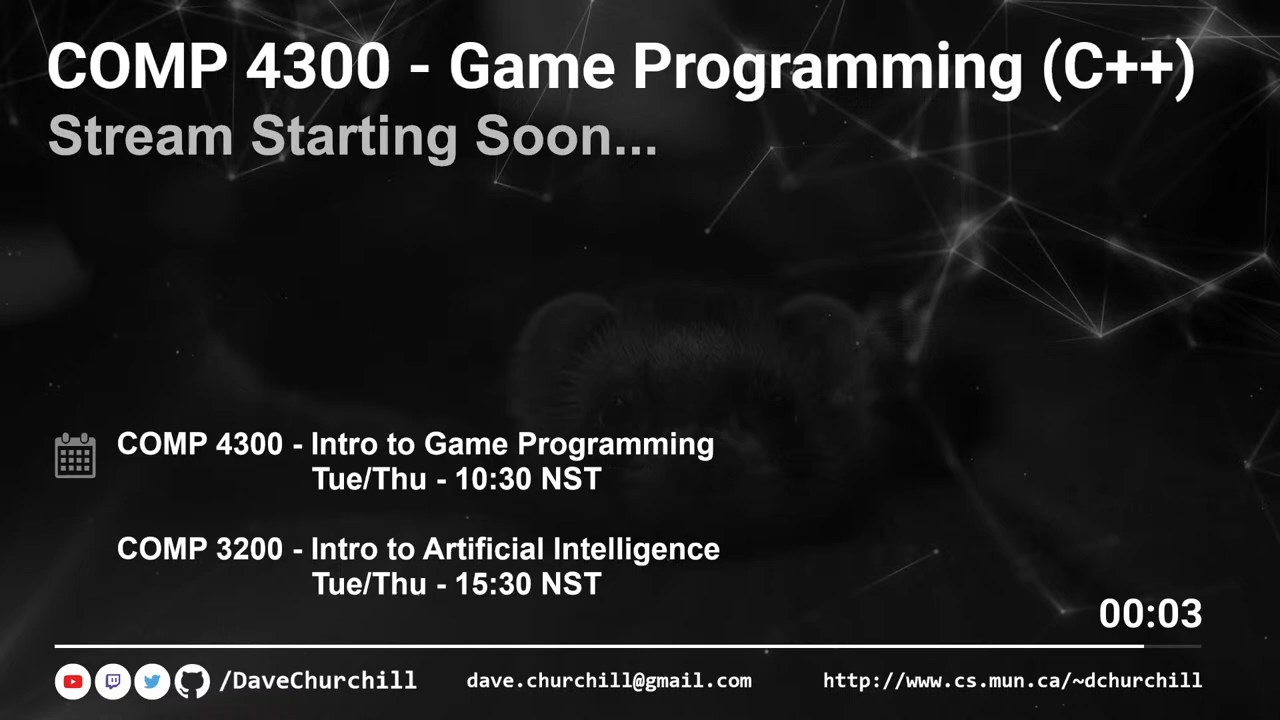 COMP 4300 - Game Programming (C++)
Stream Starting Soon...
COMP 4300 - Intro to Game Programming
Tue/Thu - 10:30 NST
COMP 3200 - Intro to Artificial Intelligence
Tue/Thu - 15:30 NST
00:03
/DaveChurchill dave.churchill@gmail.com http://www.cs.mun.ca/~dchurchill